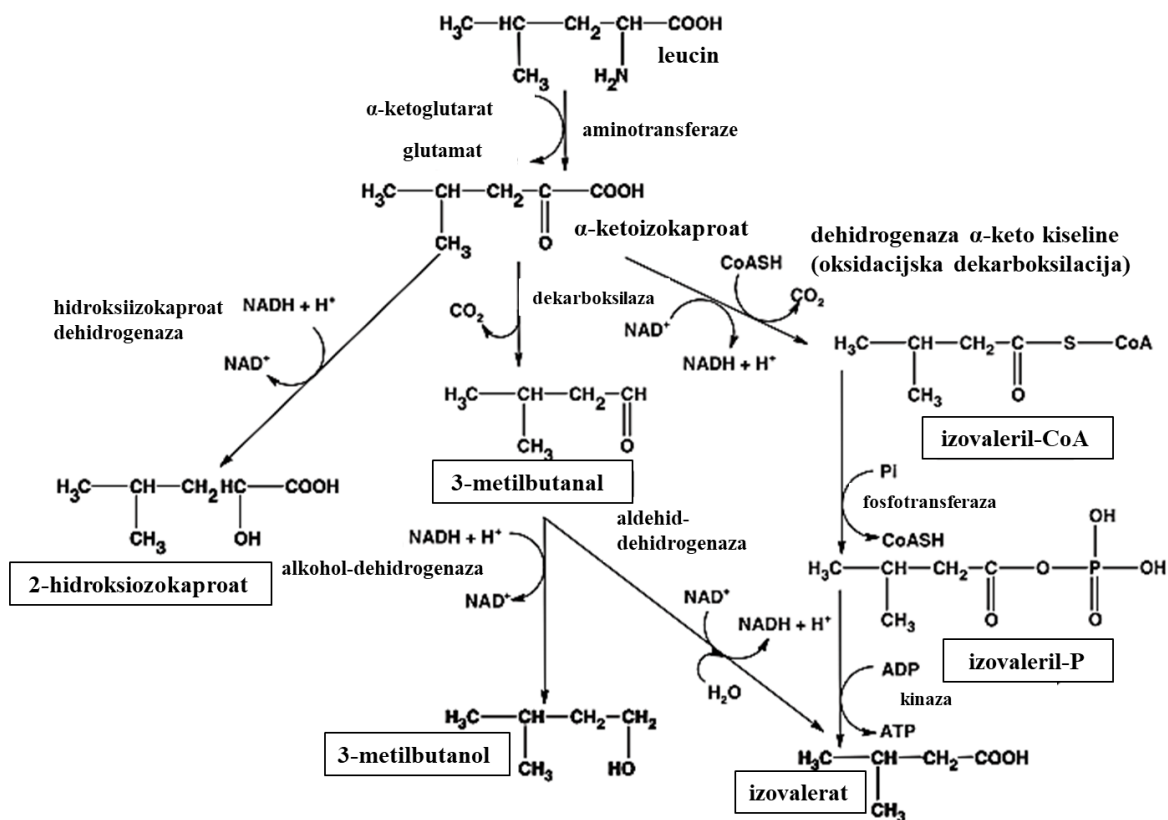 H₃C—CH—CH₂—CH—COOH
CH₃ H₂N
leucin
α-ketoglutarat
glutamat
aminotransferaze
H₃C—CH—CH₂—C—COOH
CH₃ O
α-ketoizokaproat
dehidrogenaza α-keto kiseline
(oksidacijska dekarboksilacija)
hidroksiizokaproat
dehidrogenaza
NADH + H⁺
NAD⁺
CO₂
dekarboksilaza
CoASH
CO₂
NAD⁺
NADH + H⁺
H₃C—CH—CH₂—C—S—CoA
CH₃ O
izovaleril-CoA
H₃C—CH—CH₂—CH
CH₃ O
3-metilbutanal
H₃C—CH—CH₂HC—COOH
CH₃ OH
2-hidroksiozokaproat
Pi
fosfotransferaza
CoASH
NADH + H⁺
alkohol-dehidrogenaza
NAD⁺
aldehid-
dehidrogenaza
NAD⁺
NADH + H⁺
H₂O
OH
H₃C—CH—CH₂—C—O—P—OH
CH₃ O O
izovaleril-P
ADP
kinaza
ATP
H₃C—CH—CH₂—CH₂
CH₃ HO
3-metilbutanol
H₃C—CH—CH₂—COOH
CH₃
izovalerat